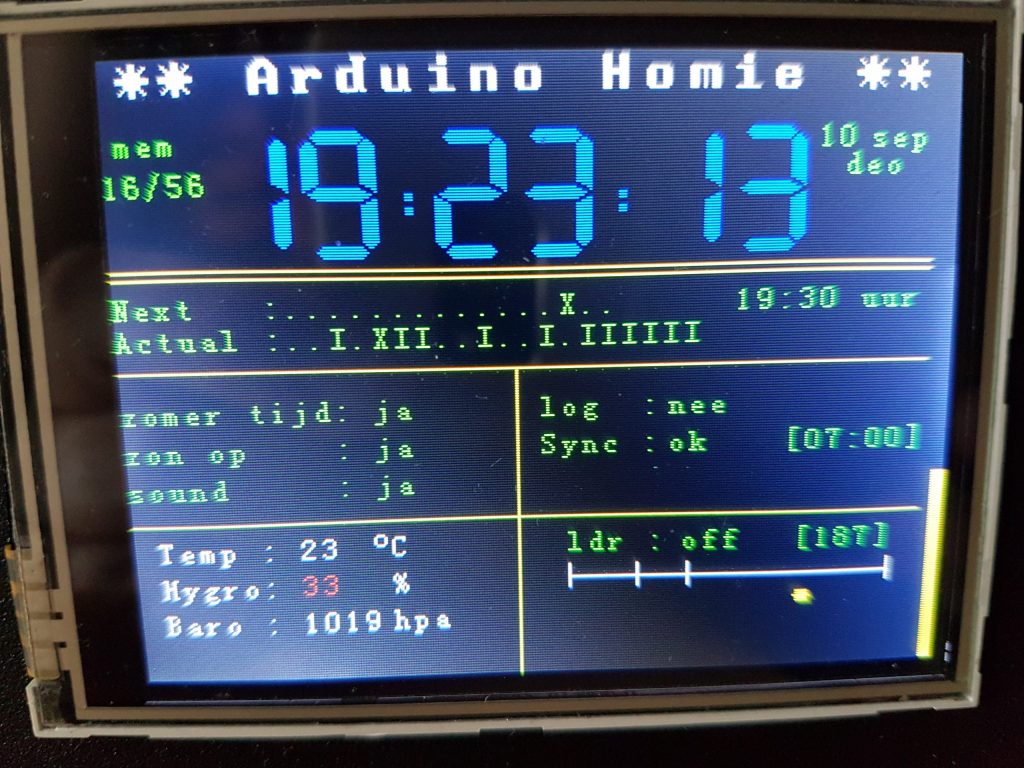 ** Arduino Homie **
mem
16/56
19:23:13
10 sep
deo
Next :..............X.. 19:30 uur
Actual :...I.XII..I..I.IIIIII
zomer tijd: ja
zon op : ja
sound : ja
log :nee
Sync :ok [07:00]
Temp : 23 °C
Hygro: 33 %
Baro : 1019 hpa
ldr : off [187]